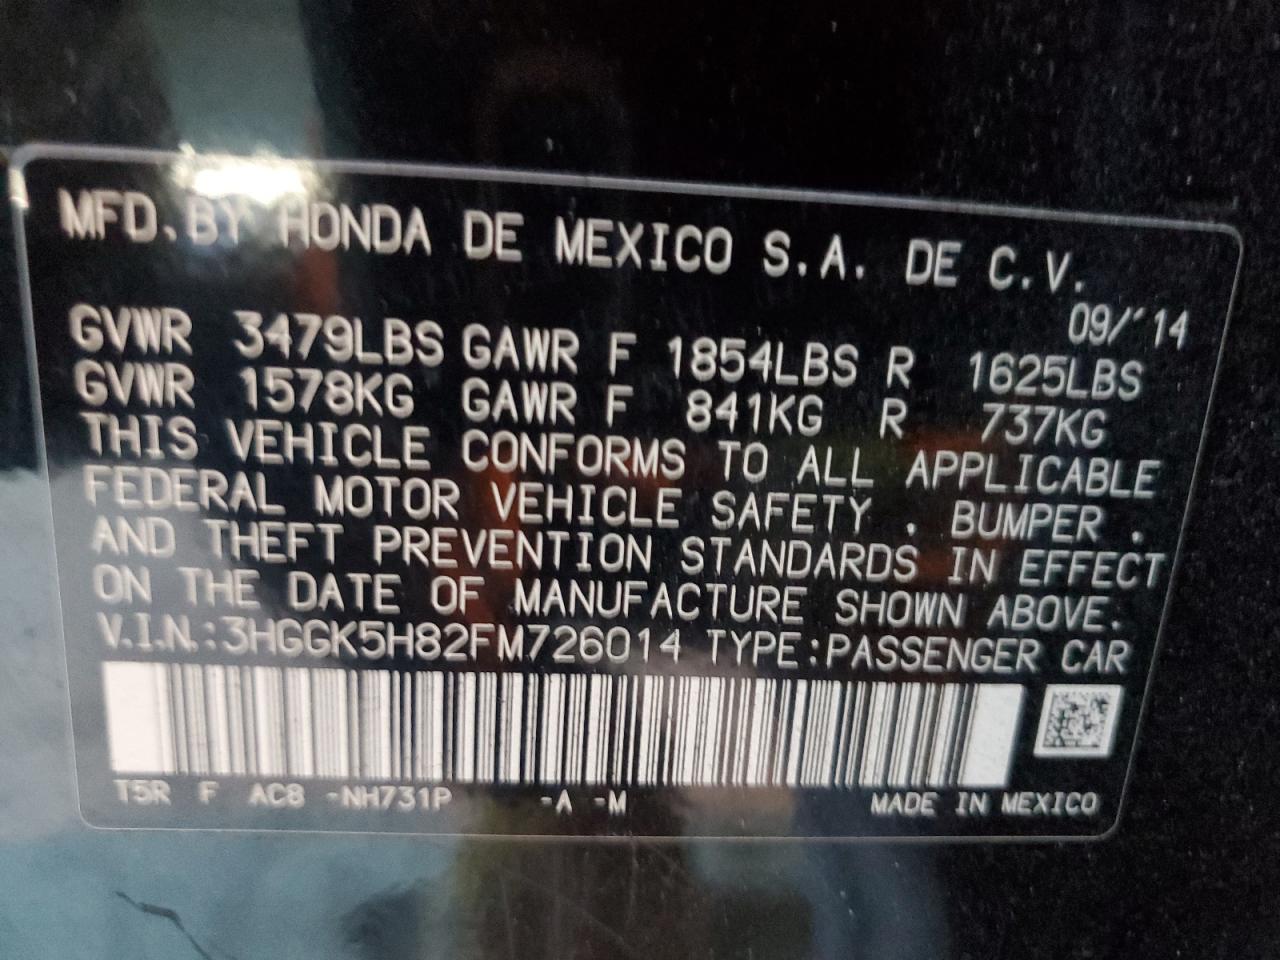 MFD. BY HONDA DE MEXICO S.A. DE C.V.
09/'14
GVWR 3479LBS GAWR F 1854LBS R 1625LBS
GVWR 1578KG GAWR F 841KG R 737KG
THIS VEHICLE CONFORMS TO ALL APPLICABLE
FEDERAL MOTOR VEHICLE SAFETY , BUMPER ,
AND THEFT PREVENTION STANDARDS IN EFFECT
ON THE DATE OF MANUFACTURE SHOWN ABOVE.
V.I.N.:3HGGK5H82FM726014 TYPE:PASSENGER CAR
T5R F AC8 -NH731P -A -M MADE IN MEXICO